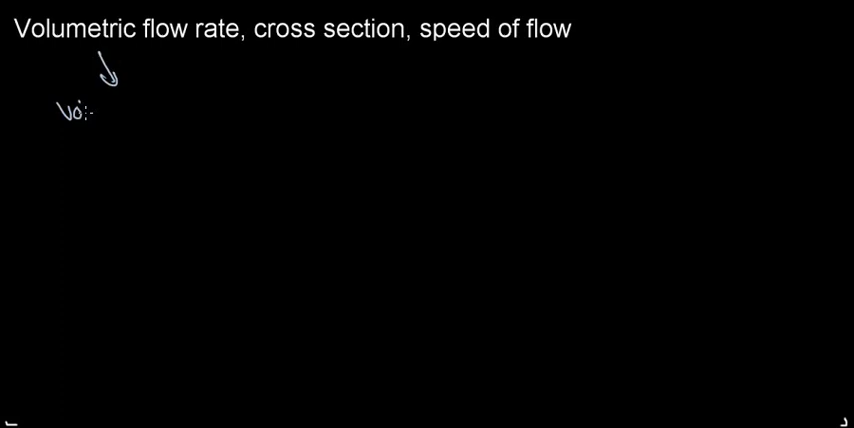 Volumetric flow rate, cross section, speed of flow